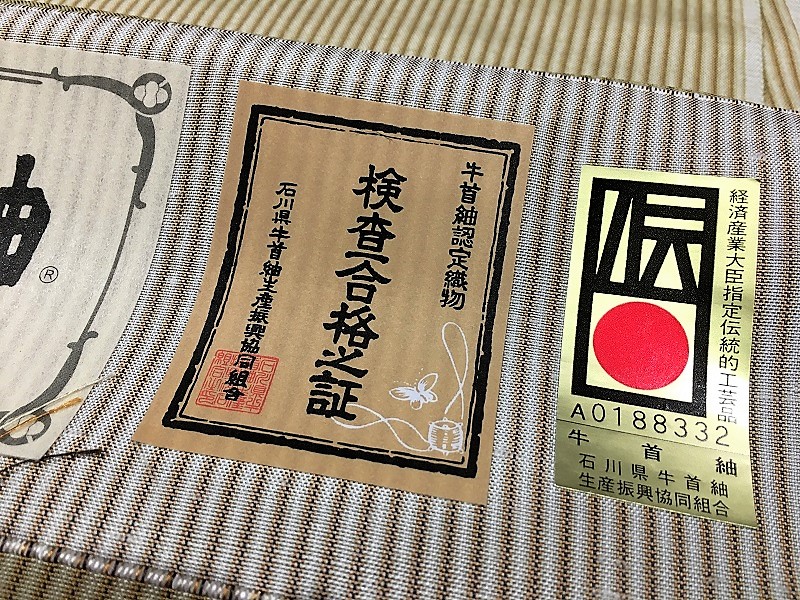 紬
®
牛首紬認定織物
検査合格之証
石川県牛首紬生産振興協同組合
伝
経済産業大臣指定伝統的工芸品
A0188332
牛首紬
石川県牛首紬
生産振興協同組合